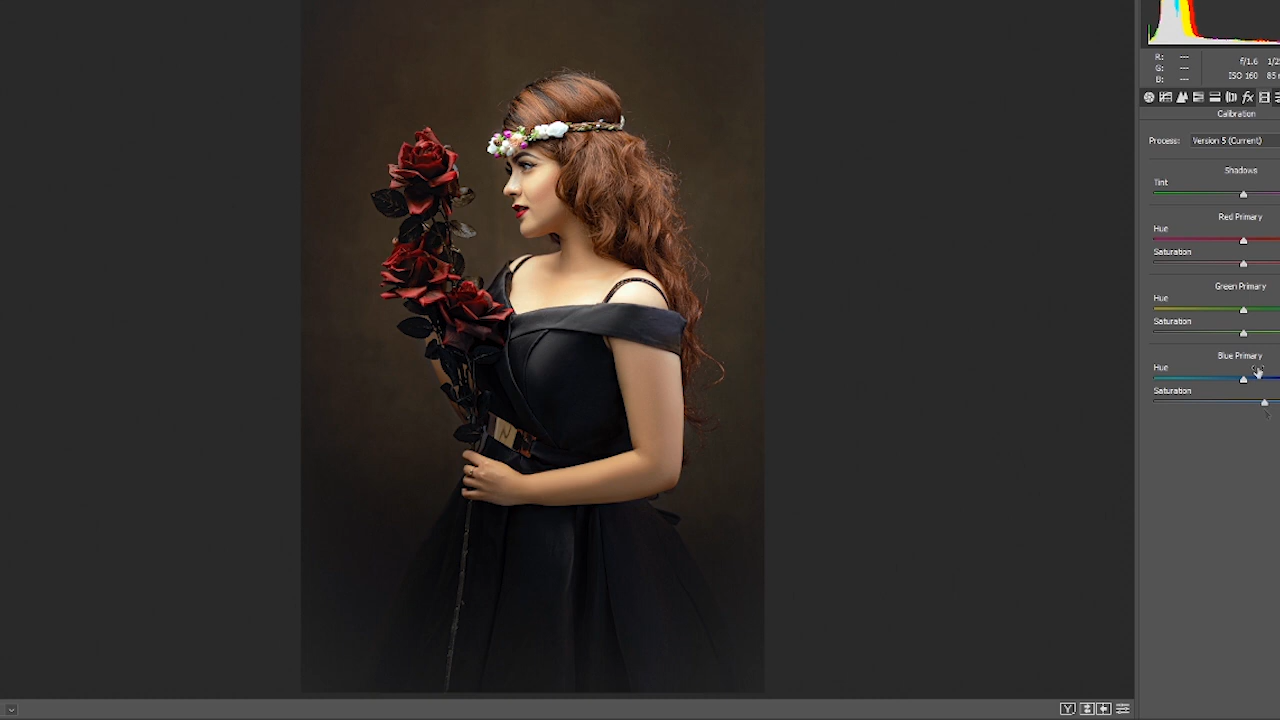 R: ---
G: ---
B: ---
f/1.6
ISO 160
fx
Calibration
Process: Version 5 (Current)
Shadows
Tint
Red Primary
Hue
Saturation
Green Primary
Hue
Saturation
Blue Primary
Hue
Saturation
Y